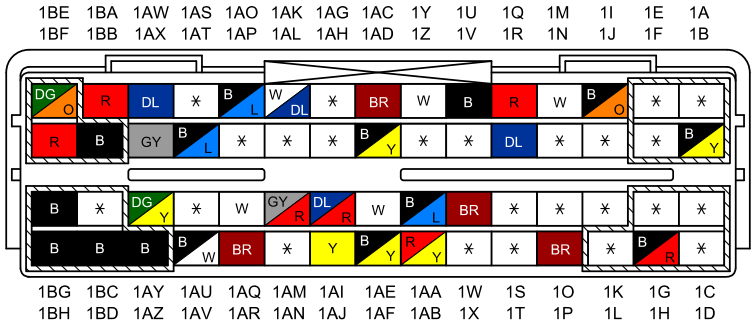 1BE 1BA 1AW 1AS 1AO 1AK 1AG 1AC 1Y 1U 1Q 1M 1I 1E 1A
1BF 1BB 1AX 1AT 1AP 1AL 1AH 1AD 1Z 1V 1R 1N 1J 1F 1B
DG O R DL * B L W DL * BR W B R W B O * *
R B GY B L * * * B Y * * DL * * * B Y
B * DG Y * W GY R DL R W B L BR * * * * *
B B B B W BR * Y B Y R Y * * BR * B R *
1BG 1BC 1AY 1AU 1AQ 1AM 1AI 1AE 1AA 1W 1S 1O 1K 1G 1C
1BH 1BD 1AZ 1AV 1AR 1AN 1AJ 1AF 1AB 1X 1T 1P 1L 1H 1D